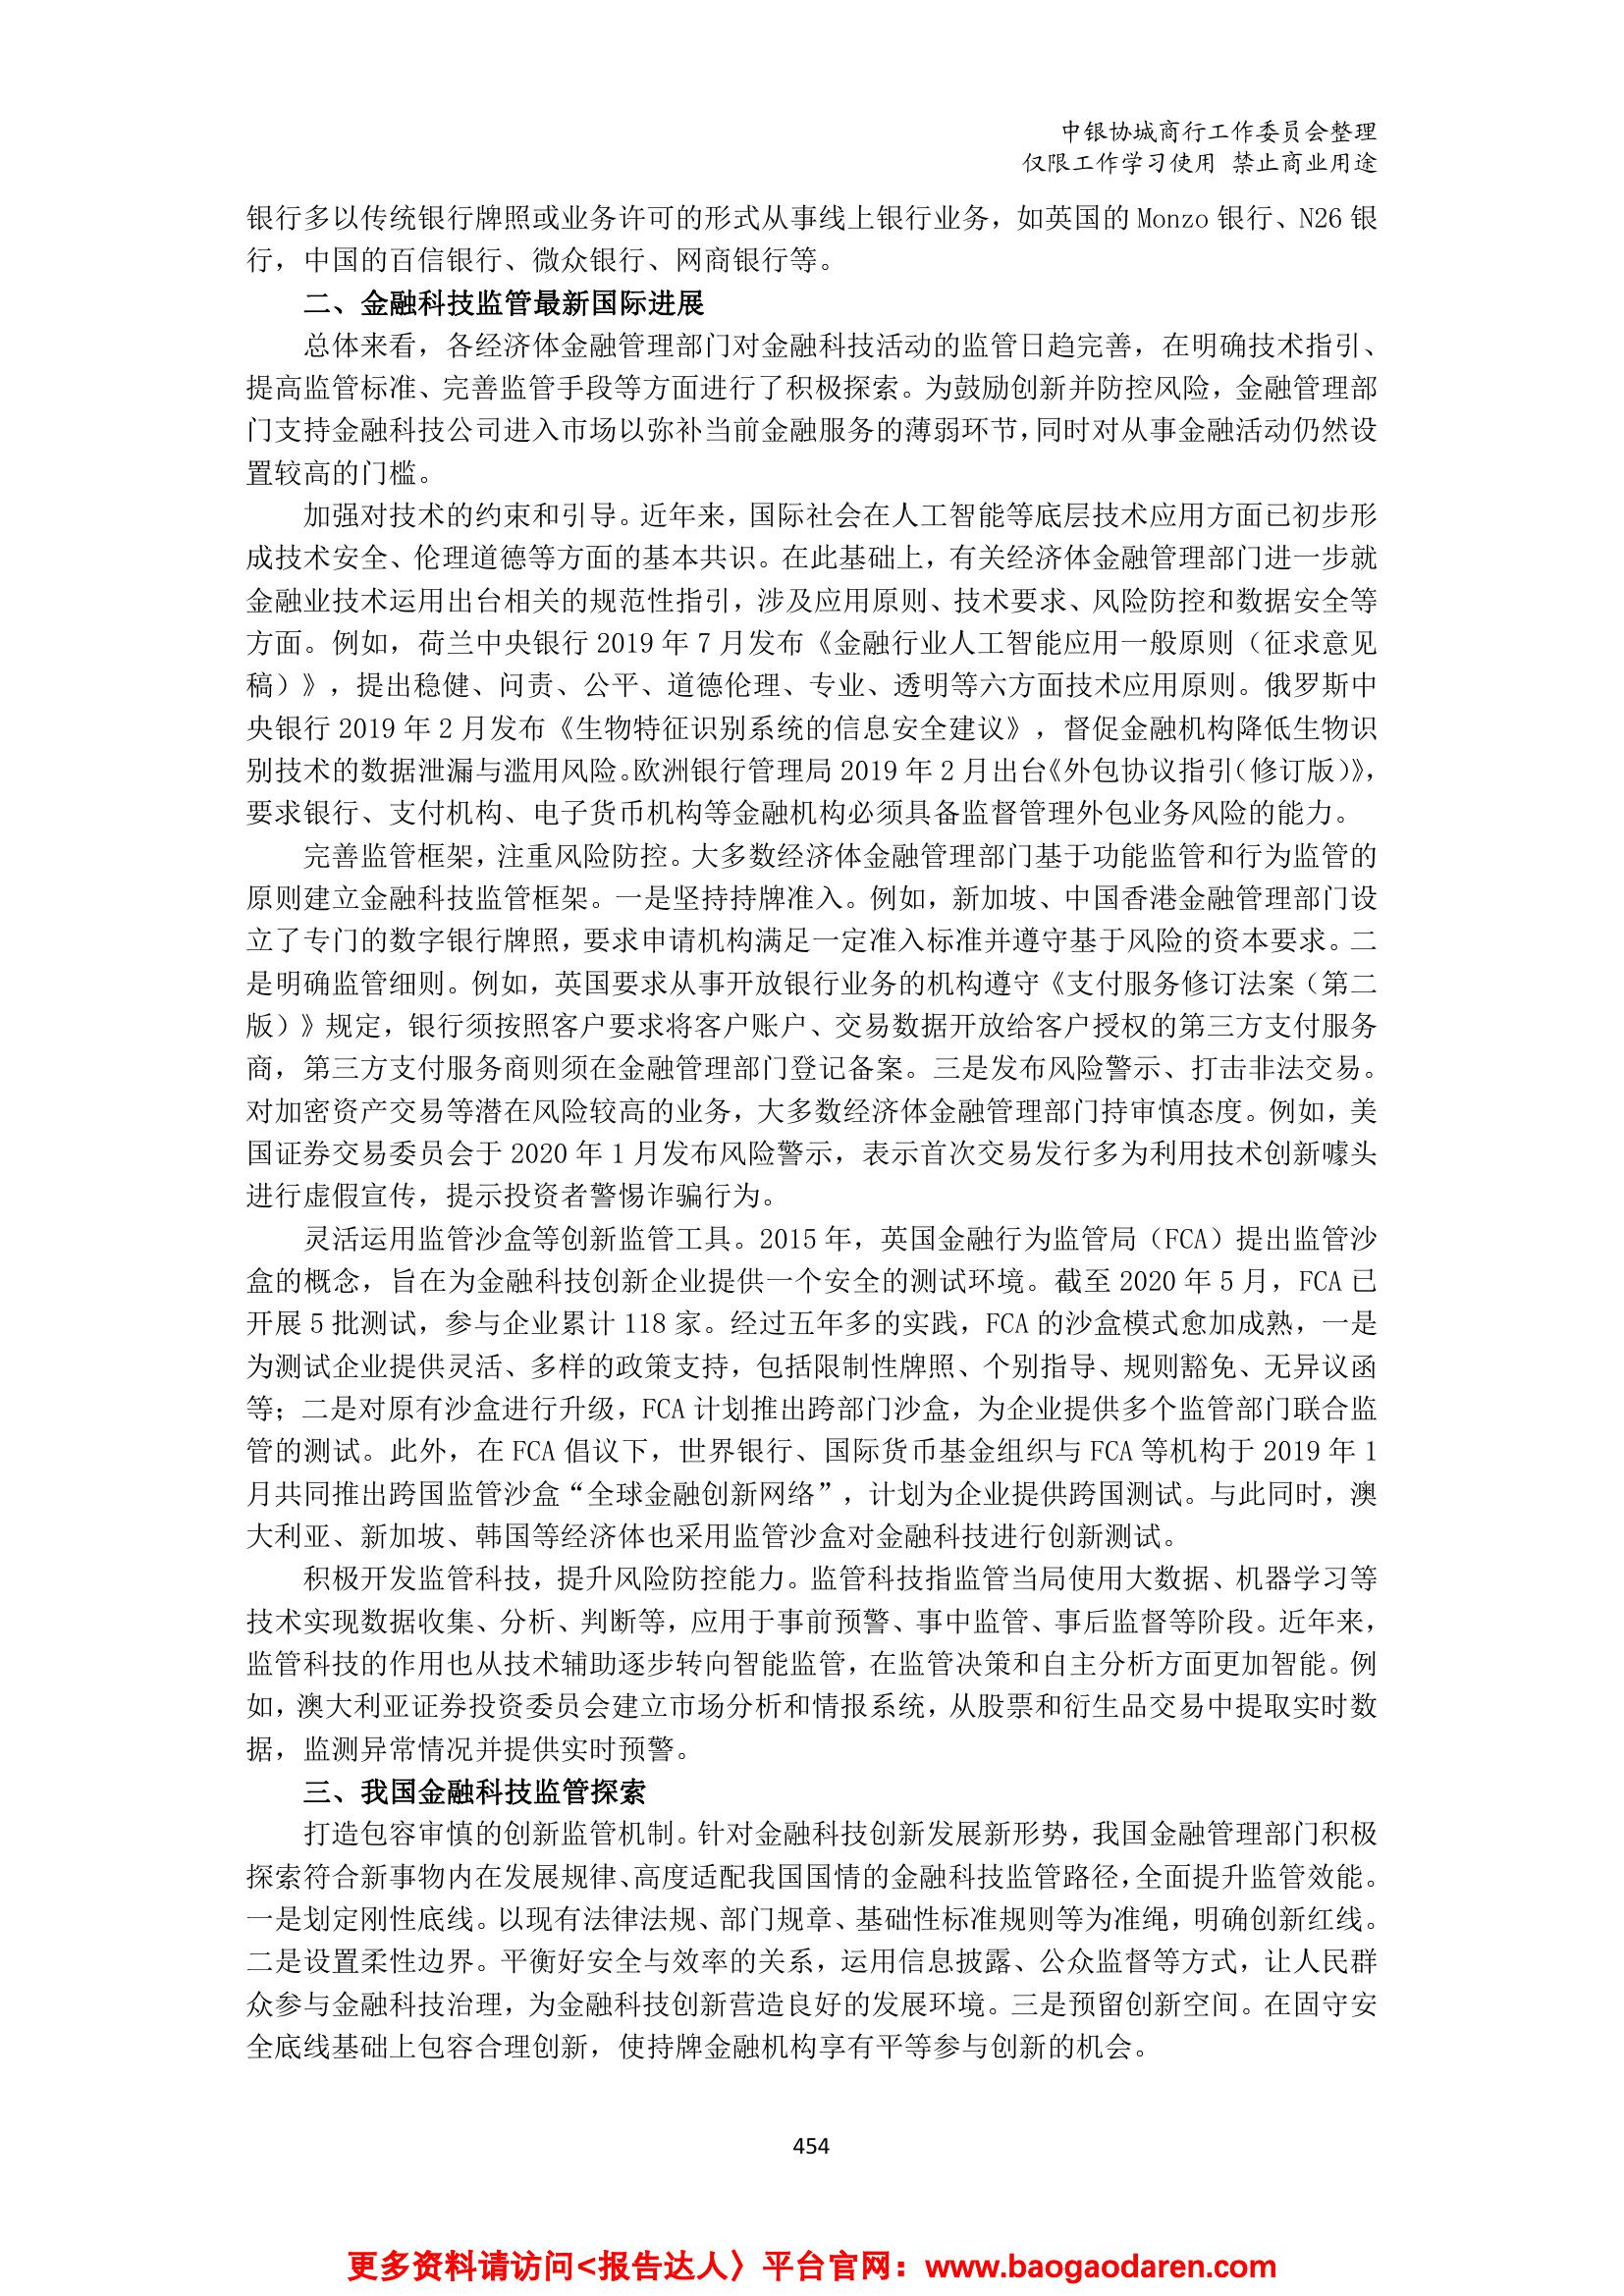 中银协城商行工作委员会整理
仅限工作学习使用 禁止商业用途
银行多以传统银行牌照或业务许可的形式从事线上银行业务，如英国的 Monzo 银行、N26 银
行，中国的百信银行、微众银行、网商银行等。
二、金融科技监管最新国际进展
总体来看，各经济体金融管理部门对金融科技活动的监管日趋完善，在明确技术指引、
提高监管标准、完善监管手段等方面进行了积极探索。为鼓励创新并防控风险，金融管理部
门支持金融科技公司进入市场以弥补当前金融服务的薄弱环节，同时对从事金融活动仍然设
置较高的门槛。
加强对技术的约束和引导。近年来，国际社会在人工智能等底层技术应用方面已初步形
成技术安全、伦理道德等方面的基本共识。在此基础上，有关经济体金融管理部门进一步就
金融业技术运用出台相关的规范性指引，涉及应用原则、技术要求、风险防控和数据安全等
方面。例如，荷兰中央银行 2019 年 7 月发布《金融行业人工智能应用一般原则（征求意见
稿）》，提出稳健、问责、公平、道德伦理、专业、透明等六方面技术应用原则。俄罗斯中
央银行 2019 年 2 月发布《生物特征识别系统的信息安全建议》，督促金融机构降低生物识
别技术的数据泄漏与滥用风险。欧洲银行管理局 2019 年 2 月出台《外包协议指引（修订版）》，
要求银行、支付机构、电子货币机构等金融机构必须具备监督管理外包业务风险的能力。
完善监管框架，注重风险防控。大多数经济体金融管理部门基于功能监管和行为监管的
原则建立金融科技监管框架。一是坚持持牌准入。例如，新加坡、中国香港金融管理部门设
立了专门的数字银行牌照，要求申请机构满足一定准入标准并遵守基于风险的资本要求。二
是明确监管细则。例如，英国要求从事开放银行业务的机构遵守《支付服务修订法案（第二
版）》规定，银行须按照客户要求将客户账户、交易数据开放给客户授权的第三方支付服务
商，第三方支付服务商则须在金融管理部门登记备案。三是发布风险警示、打击非法交易。
对加密资产交易等潜在风险较高的业务，大多数经济体金融管理部门持审慎态度。例如，美
国证券交易委员会于 2020 年 1 月发布风险警示，表示首次交易发行多为利用技术创新噱头
进行虚假宣传，提示投资者警惕诈骗行为。
灵活运用监管沙盒等创新监管工具。2015 年，英国金融行为监管局（FCA）提出监管沙
盒的概念，旨在为金融科技创新企业提供一个安全的测试环境。截至 2020 年 5 月，FCA 已
开展 5 批测试，参与企业累计 118 家。经过五年多的实践，FCA 的沙盒模式愈加成熟，一是
为测试企业提供灵活、多样的政策支持，包括限制性牌照、个别指导、规则豁免、无异议函
等；二是对原有沙盒进行升级，FCA 计划推出跨部门沙盒，为企业提供多个监管部门联合监
管的测试。此外，在 FCA 倡议下，世界银行、国际货币基金组织与 FCA 等机构于 2019 年 1
月共同推出跨国监管沙盒“全球金融创新网络”，计划为企业提供跨国测试。与此同时，澳
大利亚、新加坡、韩国等经济体也采用监管沙盒对金融科技进行创新测试。
积极开发监管科技，提升风险防控能力。监管科技指监管当局使用大数据、机器学习等
技术实现数据收集、分析、判断等，应用于事前预警、事中监管、事后监督等阶段。近年来，
监管科技的作用也从技术辅助逐步转向智能监管，在监管决策和自主分析方面更加智能。例
如，澳大利亚证券投资委员会建立市场分析和情报系统，从股票和衍生品交易中提取实时数
据，监测异常情况并提供实时预警。
三、我国金融科技监管探索
打造包容审慎的创新监管机制。针对金融科技创新发展新形势，我国金融管理部门积极
探索符合新事物内在发展规律、高度适配我国国情的金融科技监管路径，全面提升监管效能。
一是划定刚性底线。以现有法律法规、部门规章、基础性标准规则等为准绳，明确创新红线。
二是设置柔性边界。平衡好安全与效率的关系，运用信息披露、公众监督等方式，让人民群
众参与金融科技治理，为金融科技创新营造良好的发展环境。三是预留创新空间。在固守安
全底线基础上包容合理创新，使持牌金融机构享有平等参与创新的机会。
454
更多资料请访问<报告达人〉平台官网：www.baogaodaren.com